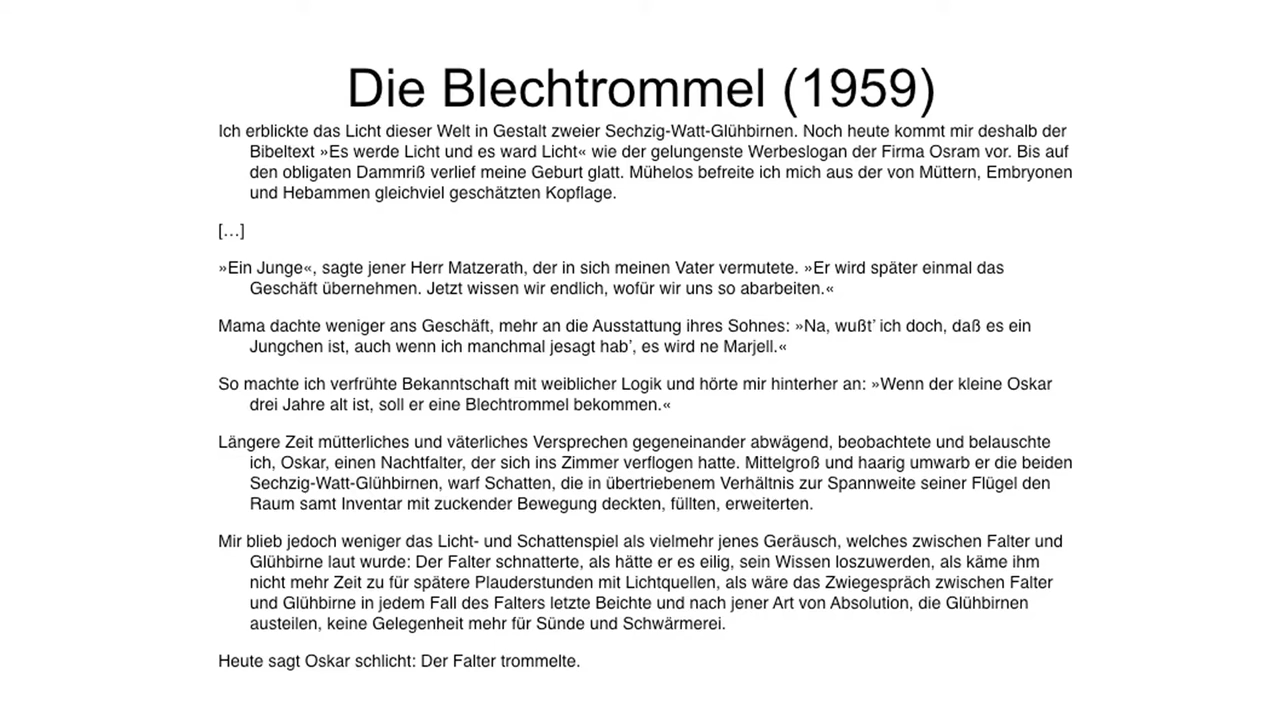 Die Blechtrommel (1959)
Ich erblickte das Licht dieser Welt in Gestalt zweier Sechzig-Watt-Glühbirnen. Noch heute kommt mir deshalb der
Bibeltext »Es werde Licht und es ward Licht« wie der gelungenste Werbeslogan der Firma Osram vor. Bis auf
den obligaten Dammriß verlief meine Geburt glatt. Mühelos befreite ich mich aus der von Müttern, Embryonen
und Hebammen gleichviel geschätzten Kopflage.
[…]
»Ein Junge«, sagte jener Herr Matzerath, der in sich meinen Vater vermutete. »Er wird später einmal das
Geschäft übernehmen. Jetzt wissen wir endlich, wofür wir uns so abarbeiten.«
Mama dachte weniger ans Geschäft, mehr an die Ausstattung ihres Sohnes: »Na, wußt’ ich doch, daß es ein
Jungchen ist, auch wenn ich manchmal jesagt hab’, es wird ne Marjell.«
So machte ich verfrühte Bekanntschaft mit weiblicher Logik und hörte mir hinterher an: »Wenn der kleine Oskar
drei Jahre alt ist, soll er eine Blechtrommel bekommen.«
Längere Zeit mütterliches und väterliches Versprechen gegeneinander abwägend, beobachtete und belauschte
ich, Oskar, einen Nachtfalter, der sich ins Zimmer verflogen hatte. Mittelgroß und haarig umwarb er die beiden
Sechzig-Watt-Glühbirnen, warf Schatten, die in übertriebenem Verhältnis zur Spannweite seiner Flügel den
Raum samt Inventar mit zuckender Bewegung deckten, füllten, erweiterten.
Mir blieb jedoch weniger das Licht- und Schattenspiel als vielmehr jenes Geräusch, welches zwischen Falter und
Glühbirne laut wurde: Der Falter schnatterte, als hätte er es eilig, sein Wissen loszuwerden, als käme ihm
nicht mehr Zeit zu für spätere Plauderstunden mit Lichtquellen, als wäre das Zwiegespräch zwischen Falter
und Glühbirne in jedem Fall des Falters letzte Beichte und nach jener Art von Absolution, die Glühbirnen
austeilen, keine Gelegenheit mehr für Sünde und Schwärmerei.
Heute sagt Oskar schlicht: Der Falter trommelte.